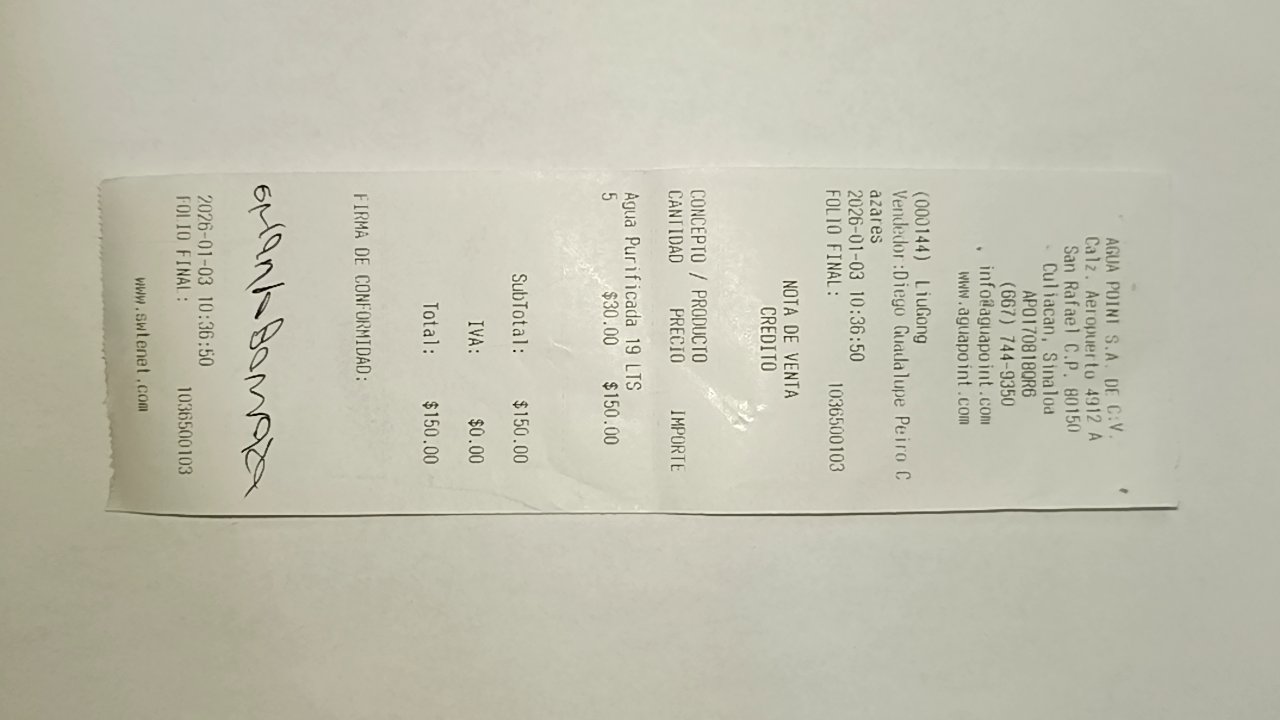 AGUA POINT S.A. DE C.V.
Calz. Aeropuerto 4912 A
San Rafael C.P. 80150
Culiacan, Sinaloa
APO170818QR6
(667) 744-9350
info@aguapoint.com
www.aguapoint.com
(000144) LiuGong
Vendedor:Diego Guadalupe Peiro C
azares
2026-01-03 10:36:50
FOLIO FINAL: 1036500103
NOTA DE VENTA
CREDITO
CONCEPTO / PRODUCTO
CANTIDAD PRECIO IMPORTE
Agua Purificada 19 LTS
5 $30.00 $150.00
SubTotal: $150.00
IVA: $0.00
Total: $150.00
FIRMA DE CONFORMIDAD:
2026-01-03 10:36:50
FOLIO FINAL: 1036500103
www.swtenet.com